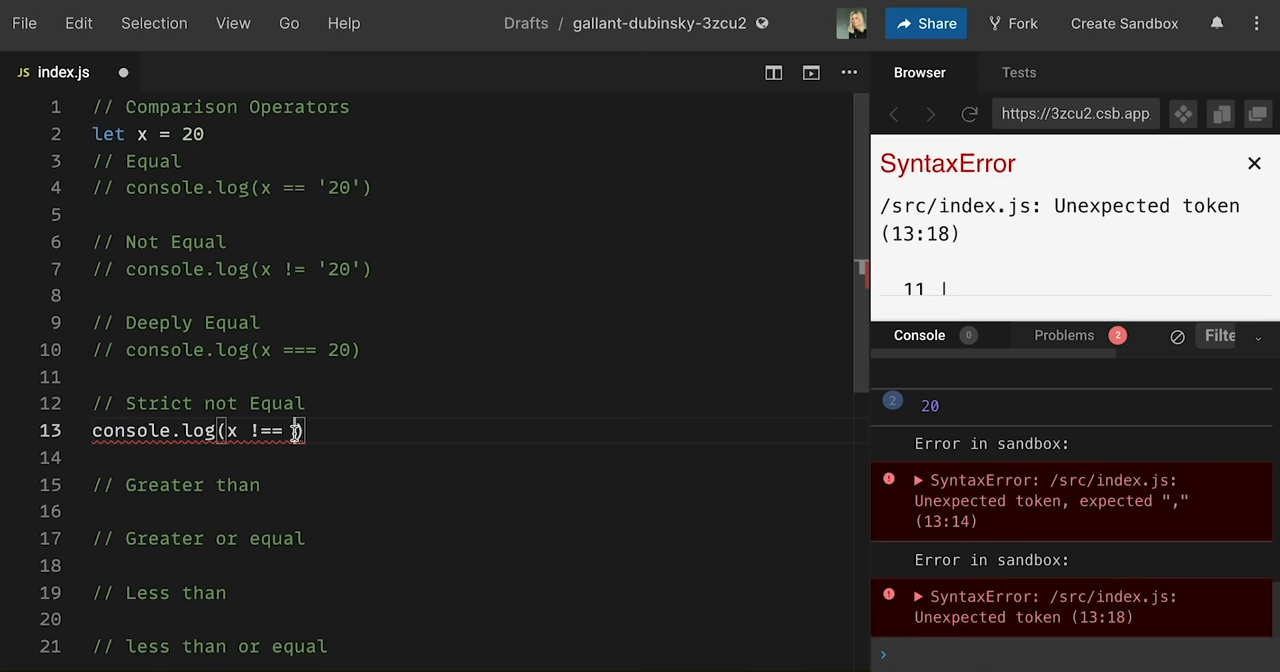 File Edit Selection View Go Help Drafts / gallant-dubinsky-3zcu2 Share Fork Create Sandbox
JS index.js
Browser Tests
https://3zcu2.csb.app
1 // Comparison Operators
2 let x = 20
3 // Equal
4 // console.log(x == '20')
5
6 // Not Equal
7 // console.log(x != '20')
8
9 // Deeply Equal
10 // console.log(x === 20)
11
12 // Strict not Equal
13 console.log(x !== )
14
15 // Greater than
16
17 // Greater or equal
18
19 // Less than
20
21 // less than or equal
SyntaxError
/src/index.js: Unexpected token
(13:18)
11 |
Console 0 Problems 2 Filte
2 20
Error in sandbox:
▶ SyntaxError: /src/index.js:
Unexpected token, expected ","
(13:14)
Error in sandbox:
▶ SyntaxError: /src/index.js:
Unexpected token (13:18)